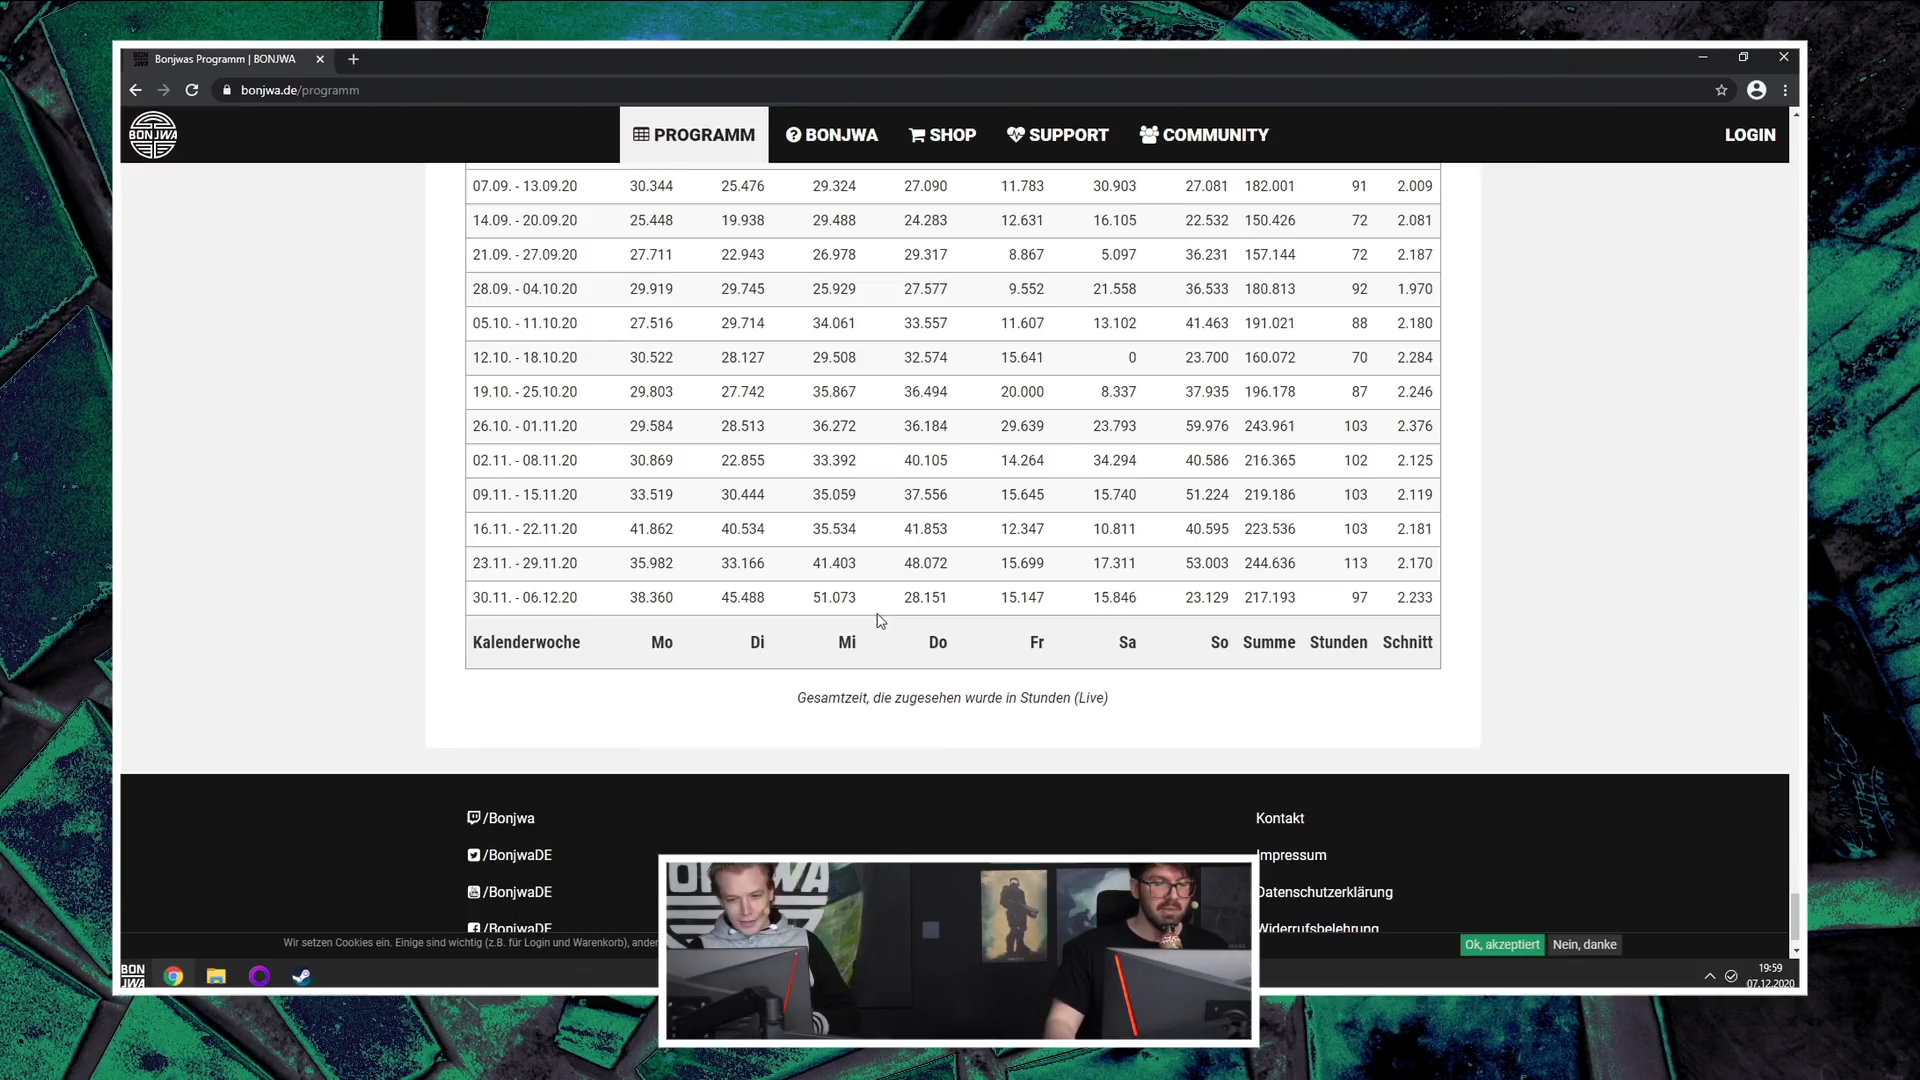 Bonjwas Programm | BONJWA
bonjwa.de/programm
BONJWA
PROGRAMM
BONJWA
SHOP
SUPPORT
COMMUNITY
LOGIN
07.09. - 13.09.20 30.344 25.476 29.324 27.090 11.783 30.903 27.081 182.001 91 2.009
14.09. - 20.09.20 25.448 19.938 29.488 24.283 12.631 16.105 22.532 150.426 72 2.081
21.09. - 27.09.20 27.711 22.943 26.978 29.317 8.867 5.097 36.231 157.144 72 2.187
28.09. - 04.10.20 29.919 29.745 25.929 27.577 9.552 21.558 36.533 180.813 92 1.970
05.10. - 11.10.20 27.516 29.714 34.061 33.557 11.607 13.102 41.463 191.021 88 2.180
12.10. - 18.10.20 30.522 28.127 29.508 32.574 15.641 0 23.700 160.072 70 2.284
19.10. - 25.10.20 29.803 27.742 35.867 36.494 20.000 8.337 37.935 196.178 87 2.246
26.10. - 01.11.20 29.584 28.513 36.272 36.184 29.639 23.793 59.976 243.961 103 2.376
02.11. - 08.11.20 30.869 22.855 33.392 40.105 14.264 34.294 40.586 216.365 102 2.125
09.11. - 15.11.20 33.519 30.444 35.059 37.556 15.645 15.740 51.224 219.186 103 2.119
16.11. - 22.11.20 41.862 40.534 35.534 41.853 12.347 10.811 40.595 223.536 103 2.181
23.11. - 29.11.20 35.982 33.166 41.403 48.072 15.699 17.311 53.003 244.636 113 2.170
30.11. - 06.12.20 38.360 45.488 51.073 28.151 15.147 15.846 23.129 217.193 97 2.233
Kalenderwoche Mo Di Mi Do Fr Sa So Summe Stunden Schnitt
Gesamtzeit, die zugesehen wurde in Stunden (Live)
/Bonjwa
/BonjwaDE
/BonjwaDE
/BonjwaDE
Kontakt
Impressum
Datenschutzerklärung
Widerrufsbelehrung
Wir setzen Cookies ein. Einige sind wichtig (z.B. für Login und Warenkorb), ander
Ok, akzeptiert
Nein, danke
BON
JWA
19:59
07.12.2020